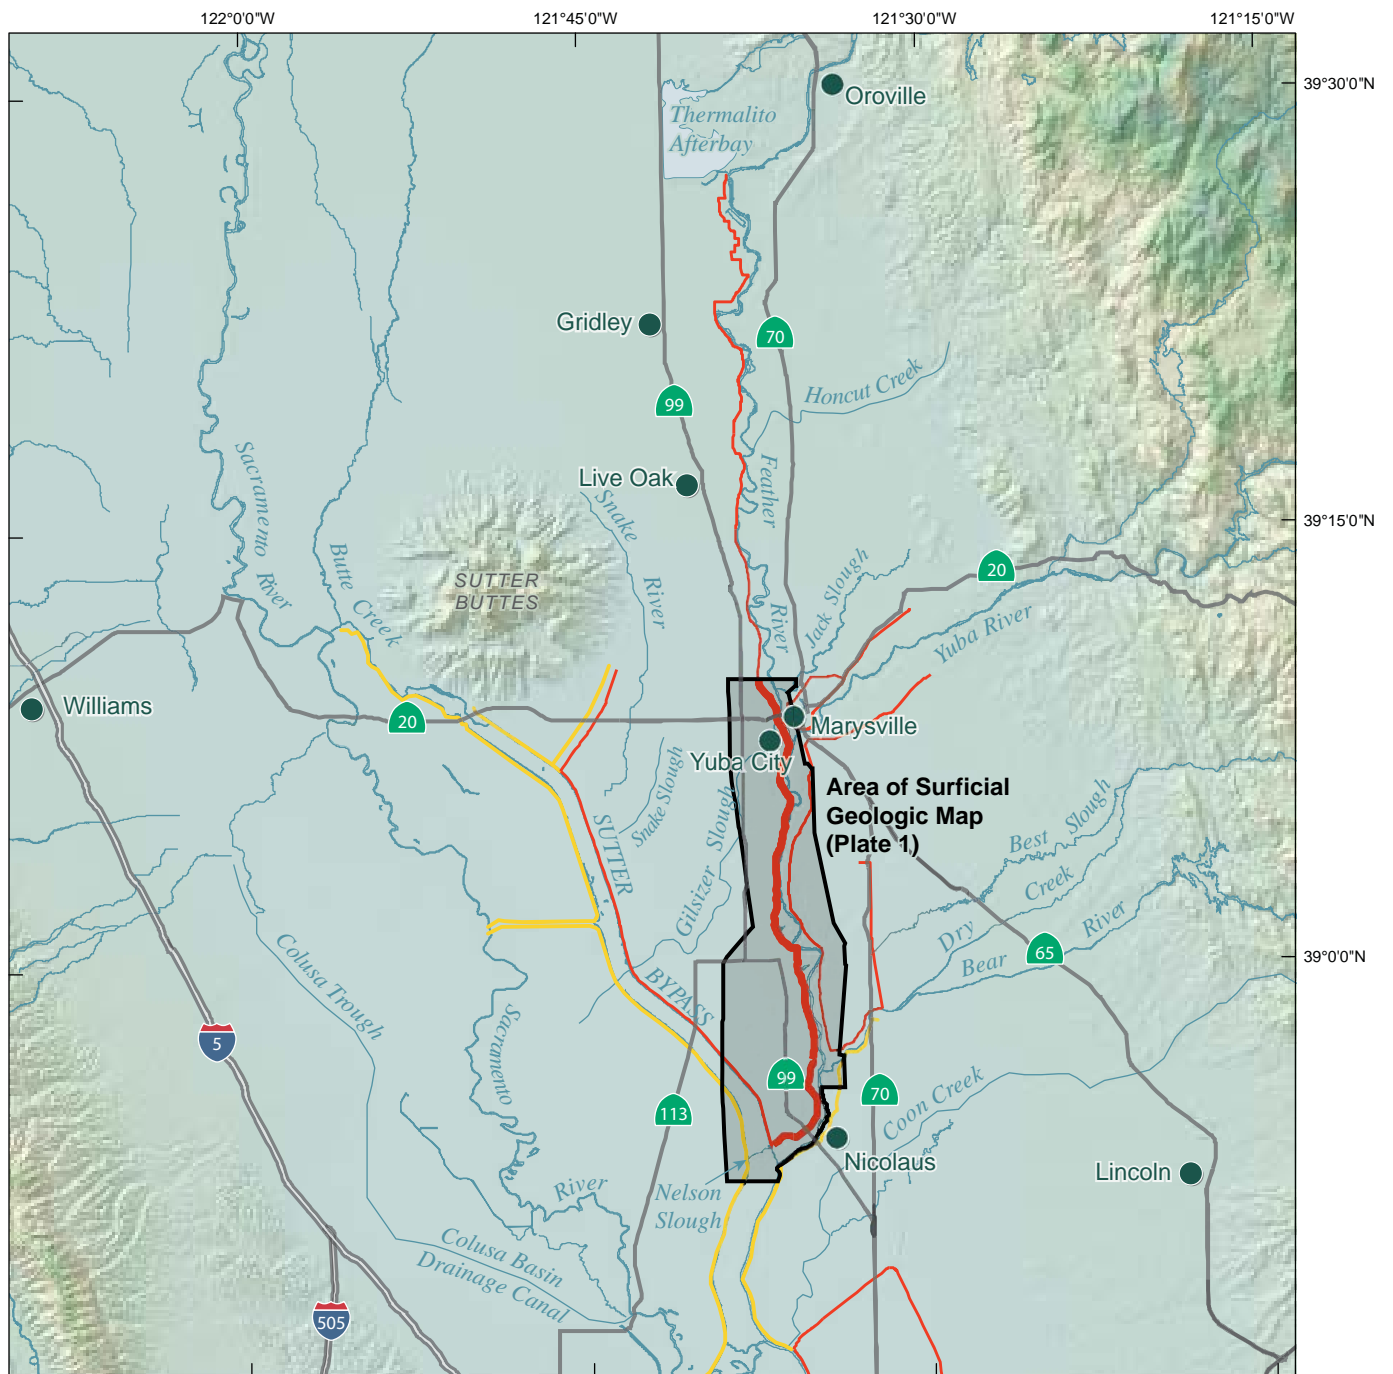 122°0'0"W
121°45'0"W
121°30'0"W
121°15'0"W
39°30'0"N
Oroville
Thermalito
Afterbay
Gridley
70
99
Honcut Creek
Live Oak
Feather
River
Sacramento
River
Butte Creek
Snake
River
SUTTER
BUTTES
39°15'0"N
20
Jack Slough
Yuba River
Williams
20
Marysville
Yuba City
Snake Slough
Gilsizer Slough
Area of Surficial
Geologic Map
(Plate 1)
Best Slough
Dry Creek
Bear River
65
39°0'0"N
SUTTER
BYPASS
Colusa Trough
Sacramento
River
5
99
113
70
Coon Creek
Nicolaus
Lincoln
Nelson
Slough
Colusa Basin
Drainage Canal
505